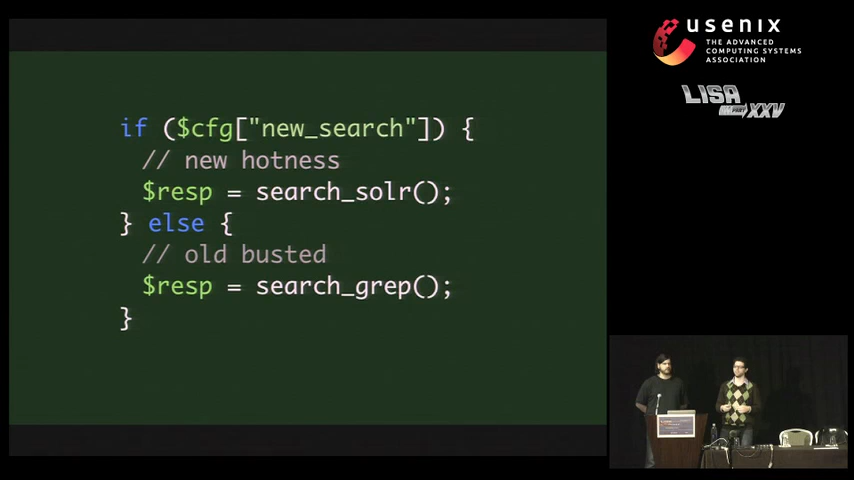 if ($cfg["new_search"]) {
// new hotness
$resp = search_solr();
} else {
// old busted
$resp = search_grep();
}
usenix
THE ADVANCED
COMPUTING SYSTEMS
ASSOCIATION
LISA
XXV